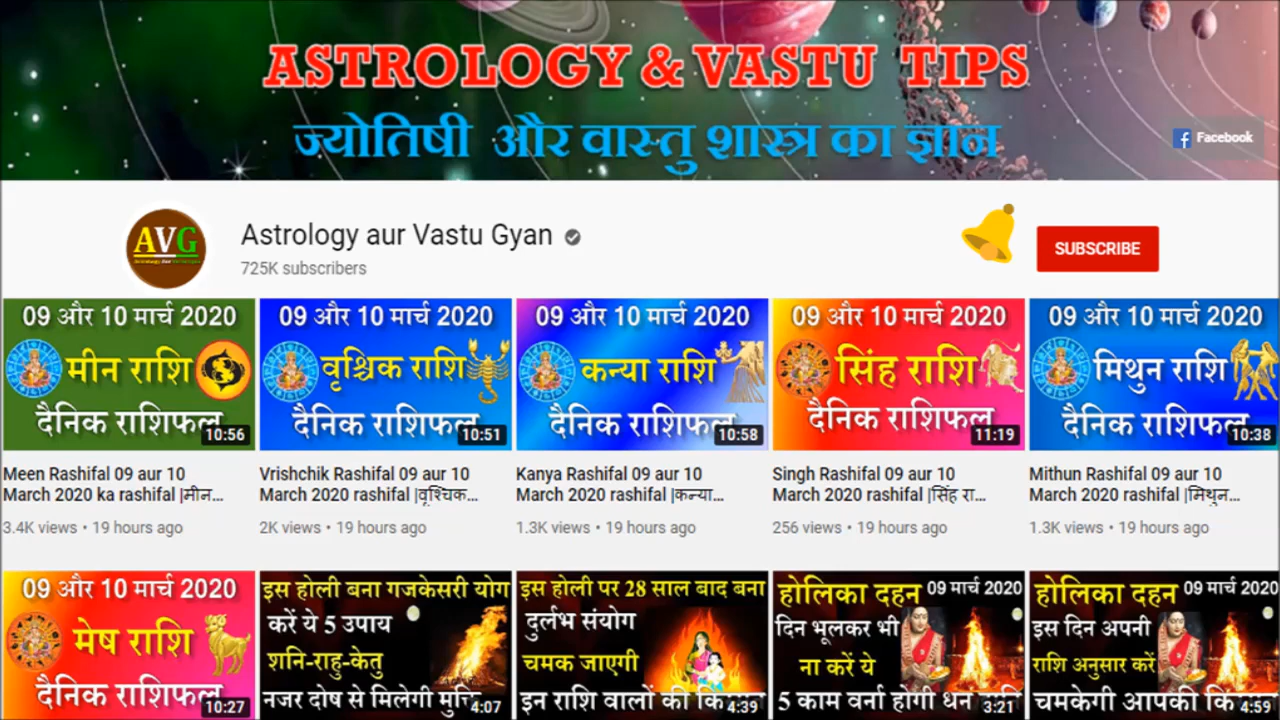 ASTROLOGY & VASTU TIPS
ज्योतिषी और वास्तु शास्त्र का ज्ञान
Facebook
AVG
Astrology aur Vastu Gyan
725K subscribers
SUBSCRIBE
09 और 10 मार्च 2020
मीन राशि
दैनिक राशिफल
10:56
09 और 10 मार्च 2020
वृश्चिक राशि
दैनिक राशिफल
10:51
09 और 10 मार्च 2020
कन्या राशि
दैनिक राशिफल
10:58
09 और 10 मार्च 2020
सिंह राशि
दैनिक राशिफल
11:19
09 और 10 मार्च 2020
मिथुन राशि
दैनिक राशिफल
10:38
Meen Rashifal 09 aur 10
March 2020 ka rashifal |मीन...
3.4K views • 19 hours ago
Vrishchik Rashifal 09 aur 10
March 2020 rashifal |वृश्चिक...
2K views • 19 hours ago
Kanya Rashifal 09 aur 10
March 2020 rashifal |कन्या...
1.3K views • 19 hours ago
Singh Rashifal 09 aur 10
March 2020 rashifal |सिंह रा...
256 views • 19 hours ago
Mithun Rashifal 09 aur 10
March 2020 rashifal |मिथुन...
1.3K views • 19 hours ago
09 और 10 मार्च 2020
मेष राशि
दैनिक राशिफल
10:27
इस होली बना गजकेसरी योग
करें ये 5 उपाय
शनि-राहु-केतु
नजर दोष से मिलेगी
4:07
इस होली पर 28 साल बाद बना
दुर्लभ संयोग
चमक जाएगी
इन राशि वालों की
4:39
होलिका दहन 09 मार्च 2020
दिन भूलकर भी
ना करें ये
5 काम वर्ना होगी धन
3:21
होलिका दहन 09 मार्च 2020
इस दिन अपनी
राशि अनुसार करें
चमकेगी आपकी
4:59